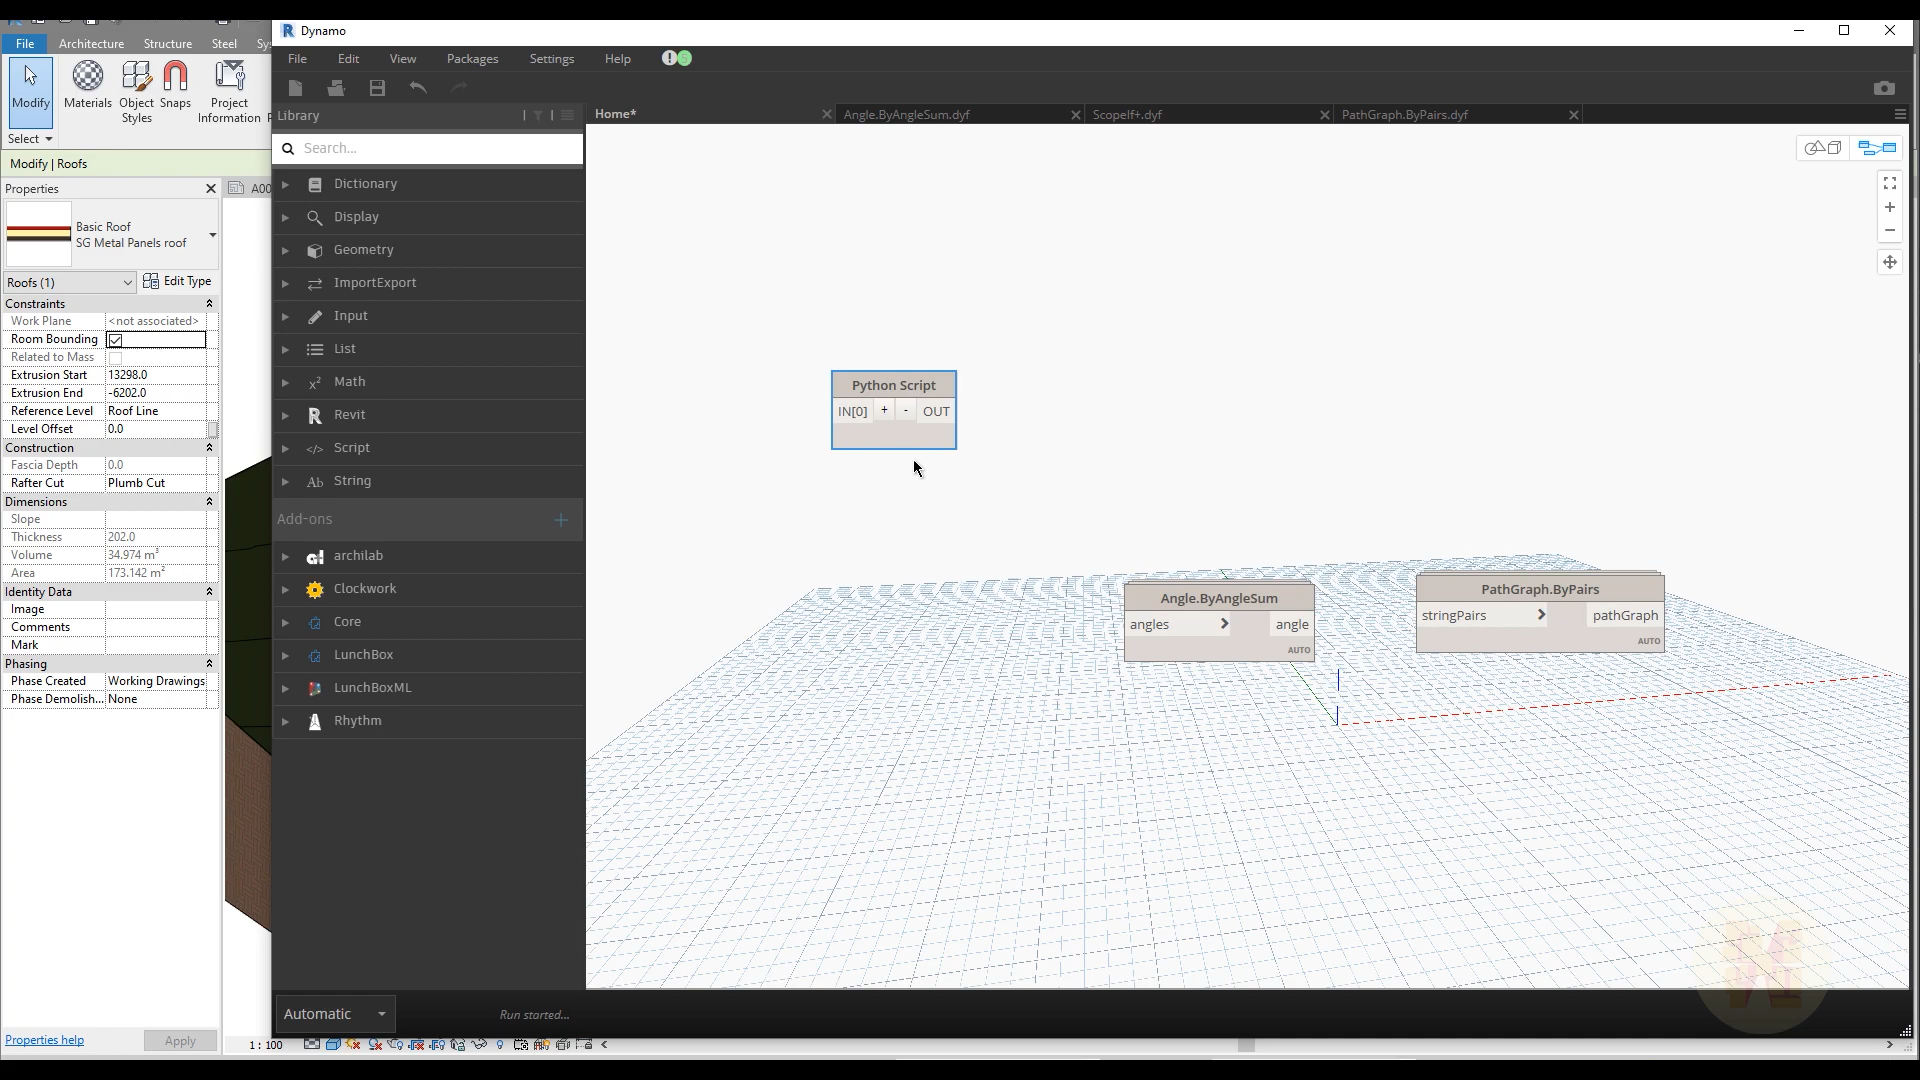 Dynamo
File
Architecture
Structure
Steel
Sy
File
Edit
View
Packages
Settings
Help
Modify
Materials
Object
Styles
Snaps
Project
Information
Select
Modify | Roofs
Properties
A00
Basic Roof
SG Metal Panels roof
Roofs (1)
Edit Type
Constraints
Work Plane <not associated>
Room Bounding
Related to Mass
Extrusion Start 13298.0
Extrusion End -6202.0
Reference Level Roof Line
Level Offset 0.0
Construction
Fascia Depth 0.0
Rafter Cut Plumb Cut
Dimensions
Slope
Thickness 202.0
Volume 34.974 m³
Area 173.142 m²
Identity Data
Image
Comments
Mark
Phasing
Phase Created Working Drawings
Phase Demolish... None
Properties help
Apply
1 : 100
Library
Search...
Dictionary
Display
Geometry
ImportExport
Input
List
Math
Revit
Script
String
Add-ons
archilab
Clockwork
Core
LunchBox
LunchBoxML
Rhythm
Automatic
Run started...
Home*
Angle.ByAngleSum.dyf
ScopeIf+.dyf
PathGraph.ByPairs.dyf
Python Script
IN[0] + - OUT
Angle.ByAngleSum
angles > angle
AUTO
PathGraph.ByPairs
stringPairs > pathGraph
AUTO